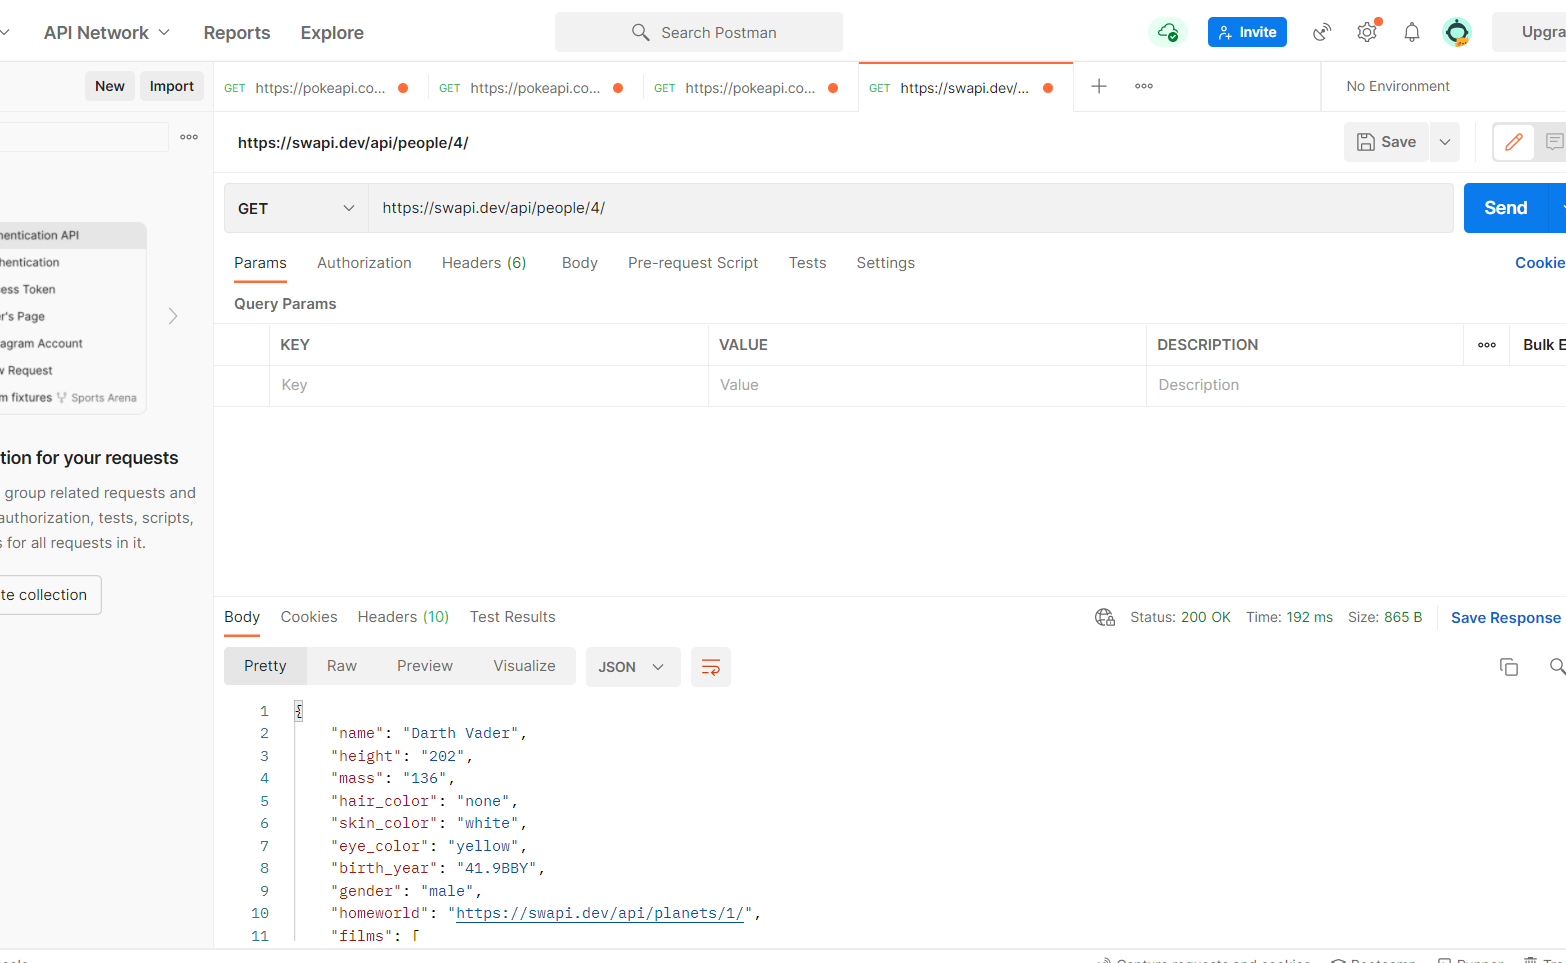 API Network Reports Explore Search Postman Invite Upgra
New Import GET https://pokeapi.co... GET https://pokeapi.co... GET https://pokeapi.co... GET https://swapi.dev/... No Environment
https://swapi.dev/api/people/4/ Save
GET https://swapi.dev/api/people/4/ Send
Params Authorization Headers (6) Body Pre-request Script Tests Settings Cookie
Query Params
KEY VALUE DESCRIPTION Bulk E
Key Value Description
hentication API
hentication
ess Token
r's Page
agram Account
w Request
m fixtures Sports Arena
tion for your requests
group related requests and
authorization, tests, scripts,
s for all requests in it.
te collection
Body Cookies Headers (10) Test Results Status: 200 OK Time: 192 ms Size: 865 B Save Response
Pretty Raw Preview Visualize JSON
1 {
2 "name": "Darth Vader",
3 "height": "202",
4 "mass": "136",
5 "hair_color": "none",
6 "skin_color": "white",
7 "eye_color": "yellow",
8 "birth_year": "41.9BBY",
9 "gender": "male",
10 "homeworld": "https://swapi.dev/api/planets/1/",
11 "films": [
Capture requests and cookies Bootcamp Runner